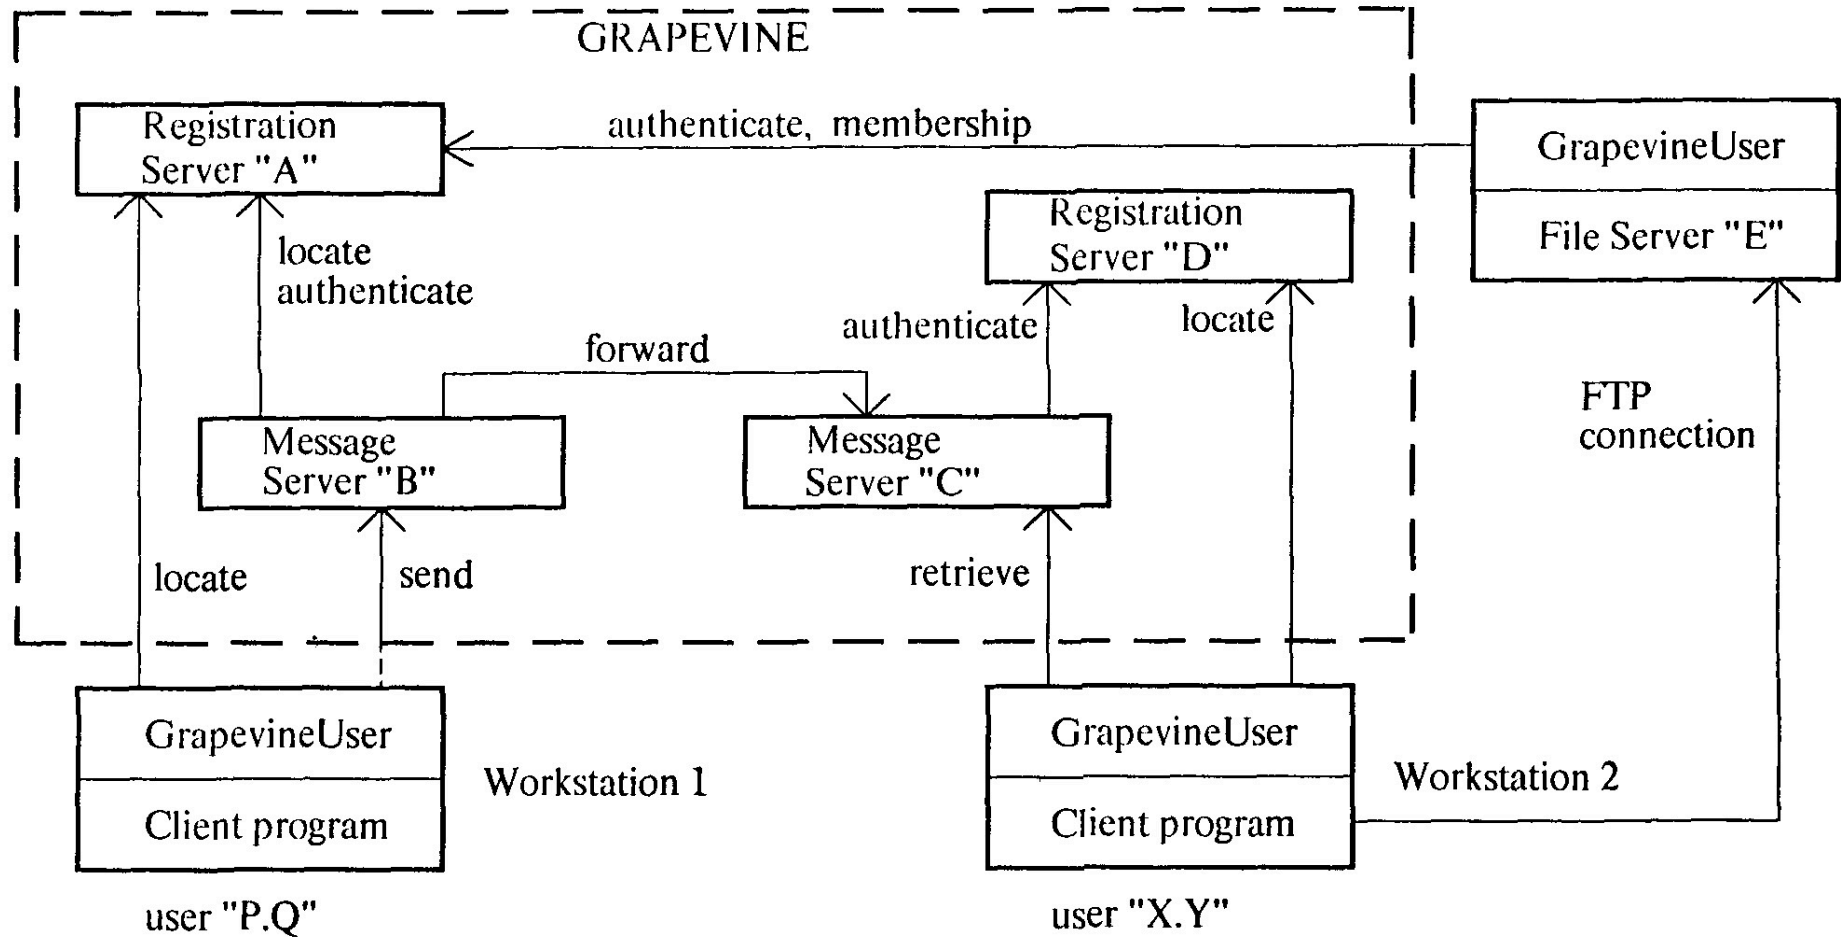 GRAPEVINE
Registration
Server "A"
authenticate, membership
GrapevineUser
File Server "E"
Registration
Server "D"
locate
authenticate
forward
authenticate
locate
FTP
connection
Message
Server "B"
Message
Server "C"
locate
send
retrieve
GrapevineUser
Client program
Workstation 1
user "P.Q"
GrapevineUser
Client program
Workstation 2
user "X.Y"